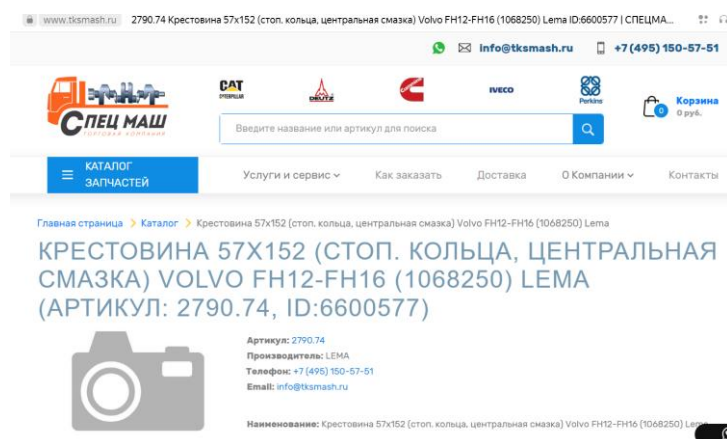 www.tksmash.ru 2790.74 Крестовина 57x152 (стоп. кольца, центральная смазка) Volvo FH12-FH16 (1068250) Lema ID:6600577 | СПЕЦМА...
info@tksmash.ru +7 (495) 150-57-51
СПЕЦ МАШ
ТОРГОВАЯ КОМПАНИЯ
CAT
CATERPILLAR
DEUTZ
IVECO
Perkins
Введите название или артикул для поиска
0
Корзина
0 руб.
КАТАЛОГ
ЗАПЧАСТЕЙ
Услуги и сервис Как заказать Доставка О Компании Контакты
Главная страница > Каталог > Крестовина 57x152 (стоп. кольца, центральная смазка) Volvo FH12-FH16 (1068250) Lema
КРЕСТОВИНА 57X152 (СТОП. КОЛЬЦА, ЦЕНТРАЛЬНАЯ
СМАЗКА) VOLVO FH12-FH16 (1068250) LEMA
(АРТИКУЛ: 2790.74, ID:6600577)
Артикул: 2790.74
Производитель: LEMA
Телефон: +7 (495) 150-57-51
Email: info@tksmash.ru
Наименование: Крестовина 57x152 (стоп. кольца, центральная смазка) Volvo FH12-FH16 (1068250) Lema